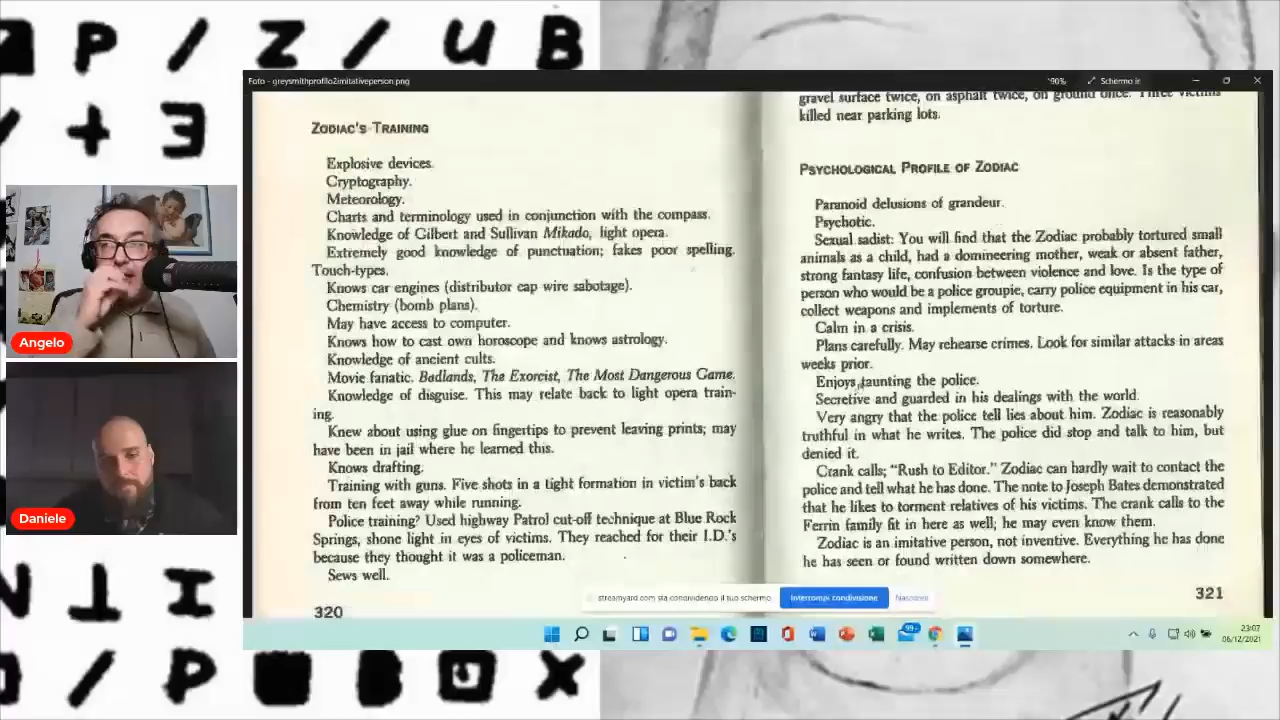 P / Z / U B
+ 3
Foto - greysmithprofilo2imitativeperson.png
90%
Schermo ir
ZODIAC'S TRAINING
Explosive devices.
Cryptography.
Meteorology.
Charts and terminology used in conjunction with the compass.
Knowledge of Gilbert and Sullivan Mikado, light opera.
Extremely good knowledge of punctuation; fakes poor spelling.
Touch-types.
Knows car engines (distributor cap wire sabotage).
Chemistry (bomb plans).
May have access to computer.
Knows how to cast own horoscope and knows astrology.
Knowledge of ancient cults.
Movie fanatic. Badlands, The Exorcist, The Most Dangerous Game.
Knowledge of disguise. This may relate back to light opera train-
ing.
Knew about using glue on fingertips to prevent leaving prints; may
have been in jail where he learned this.
Knows drafting.
Training with guns. Five shots in a tight formation in victim's back
from ten feet away while running.
Police training? Used highway Patrol cut-off technique at Blue Rock
Springs, shone light in eyes of victims. They reached for their I.D.'s
because they thought it was a policeman.
Sews well.
320
gravel surface twice, on asphalt twice, on ground once. Three victims
killed near parking lots.
PSYCHOLOGICAL PROFILE OF ZODIAC
Paranoid delusions of grandeur.
Psychotic.
Sexual sadist: You will find that the Zodiac probably tortured small
animals as a child, had a domineering mother, weak or absent father,
strong fantasy life, confusion between violence and love. Is the type of
person who would be a police groupie, carry police equipment in his car,
collect weapons and implements of torture.
Calm in a crisis.
Plans carefully. May rehearse crimes. Look for similar attacks in areas
weeks prior.
Enjoys taunting the police.
Secretive and guarded in his dealings with the world.
Very angry that the police tell lies about him. Zodiac is reasonably
truthful in what he writes. The police did stop and talk to him, but
denied it.
Crank calls; “Rush to Editor.” Zodiac can hardly wait to contact the
police and tell what he has done. The note to Joseph Bates demonstrated
that he likes to torment relatives of his victims. The crank calls to the
Ferrin family fit in here as well; he may even know them.
Zodiac is an imitative person, not inventive. Everything he has done
he has seen or found written down somewhere.
321
Angelo
Daniele
streamyard.com sta condividendo il tuo schermo.
Interrompi condivisione
Nascondi
99+
23:07
06/12/2021
/ P B X